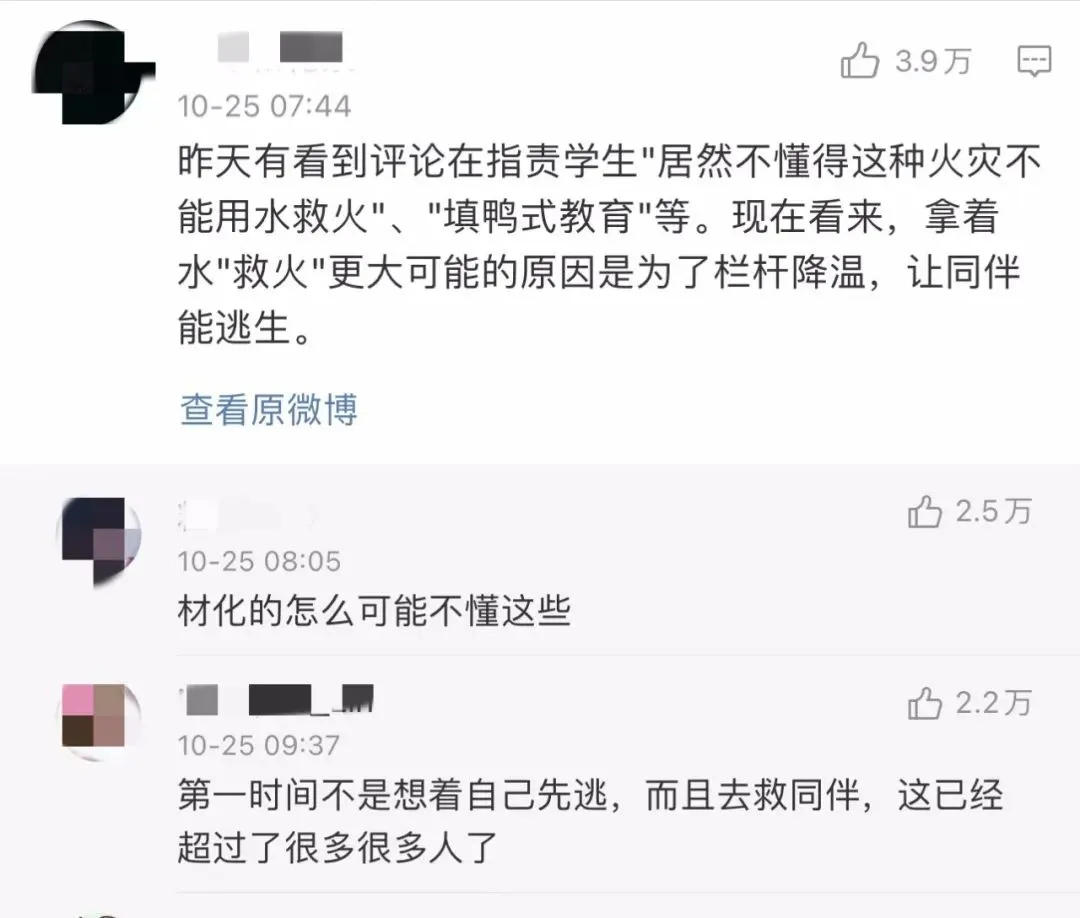 3.9万
10-25 07:44
昨天有看到评论在指责学生"居然不懂得这种火灾不
能用水救火"、"填鸭式教育"等。现在看来，拿着
水"救火"更大可能的原因是为了栏杆降温，让同伴
能逃生。
查看原微博
2.5万
10-25 08:05
材化的怎么可能不懂这些
2.2万
10-25 09:37
第一时间不是想着自己先逃，而且去救同伴，这已经
超过了很多很多人了